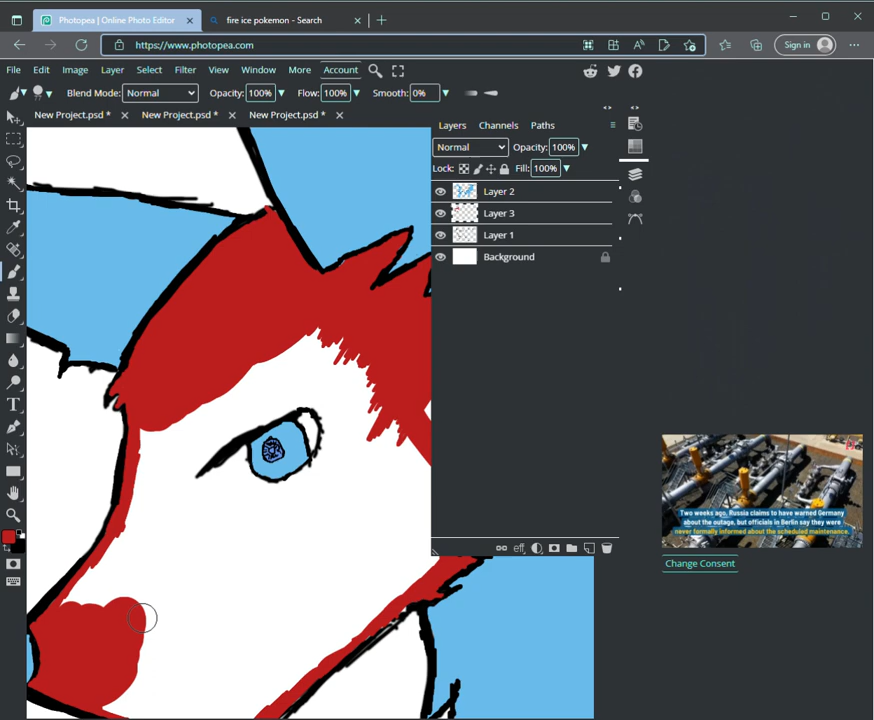 Photopea | Online Photo Editor
fire ice pokemon - Search
https://www.photopea.com
Sign in
File Edit Image Layer Select Filter View Window More Account
Blend Mode: Normal Opacity: 100% Flow: 100% Smooth: 0%
New Project.psd * New Project.psd * New Project.psd *
Layers Channels Paths
Normal Opacity: 100%
Lock: Fill: 100%
Layer 2
Layer 3
Layer 1
Background
eff
Two weeks ago, Russia claims to have warned Germany
about the outage, but officials in Berlin say they were
never formally informed about the scheduled maintenance.
Change Consent